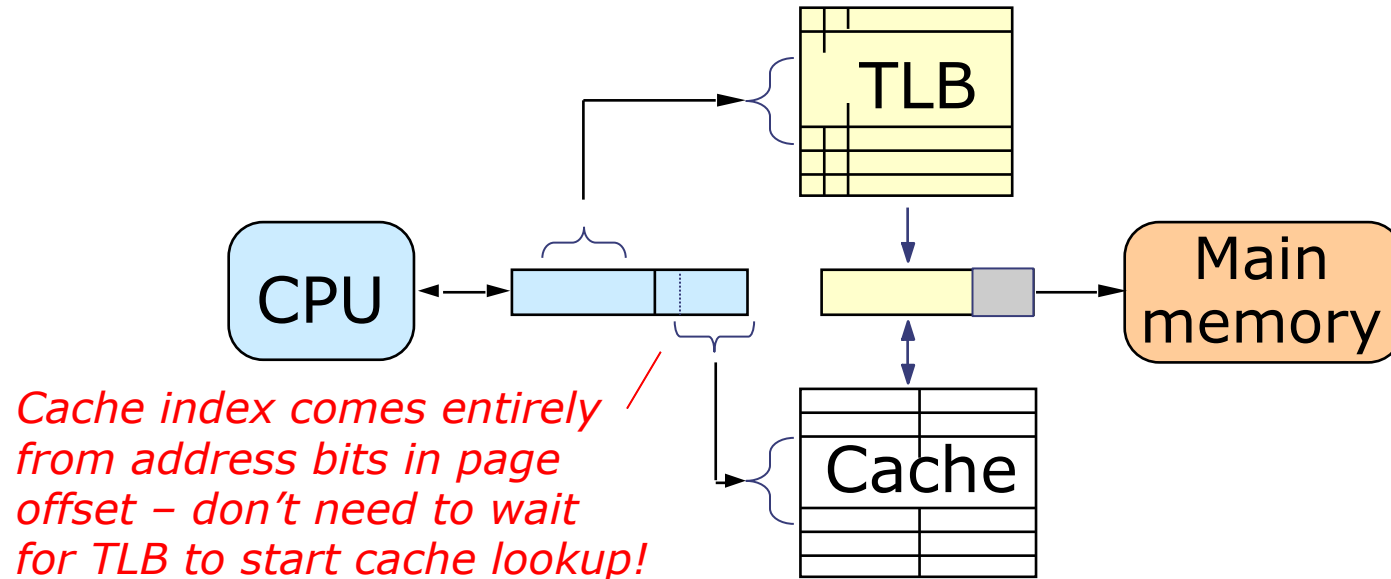 TLB
CPU
Main
memory
Cache index comes entirely
from address bits in page
offset – don’t need to wait
for TLB to start cache lookup!
Cache